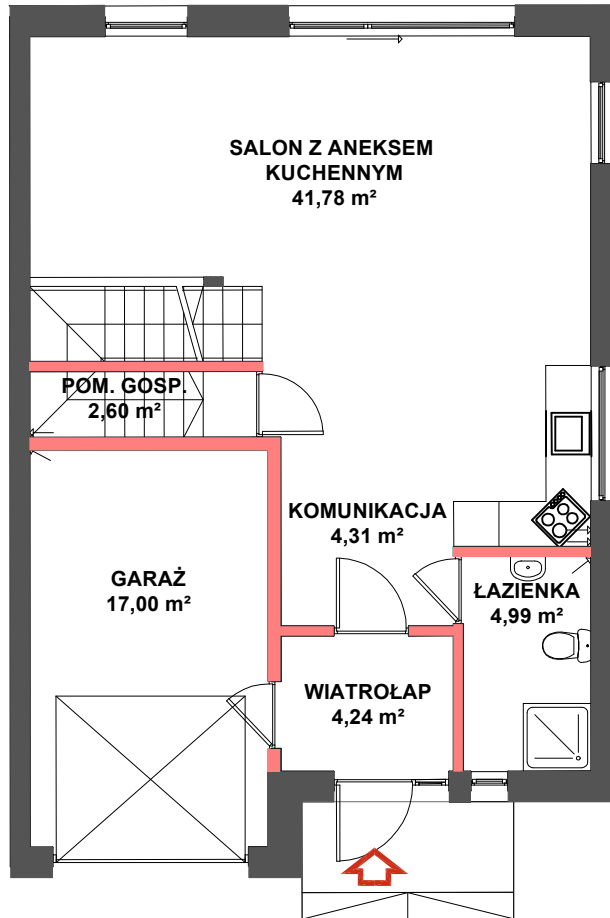 SALON Z ANEKSEM
KUCHENNYM
41,78 m²
POM. GOSP.
2,60 m²
KOMUNIKACJA
4,31 m²
GARAŻ
17,00 m²
ŁAZIENKA
4,99 m²
WIATROŁAP
4,24 m²